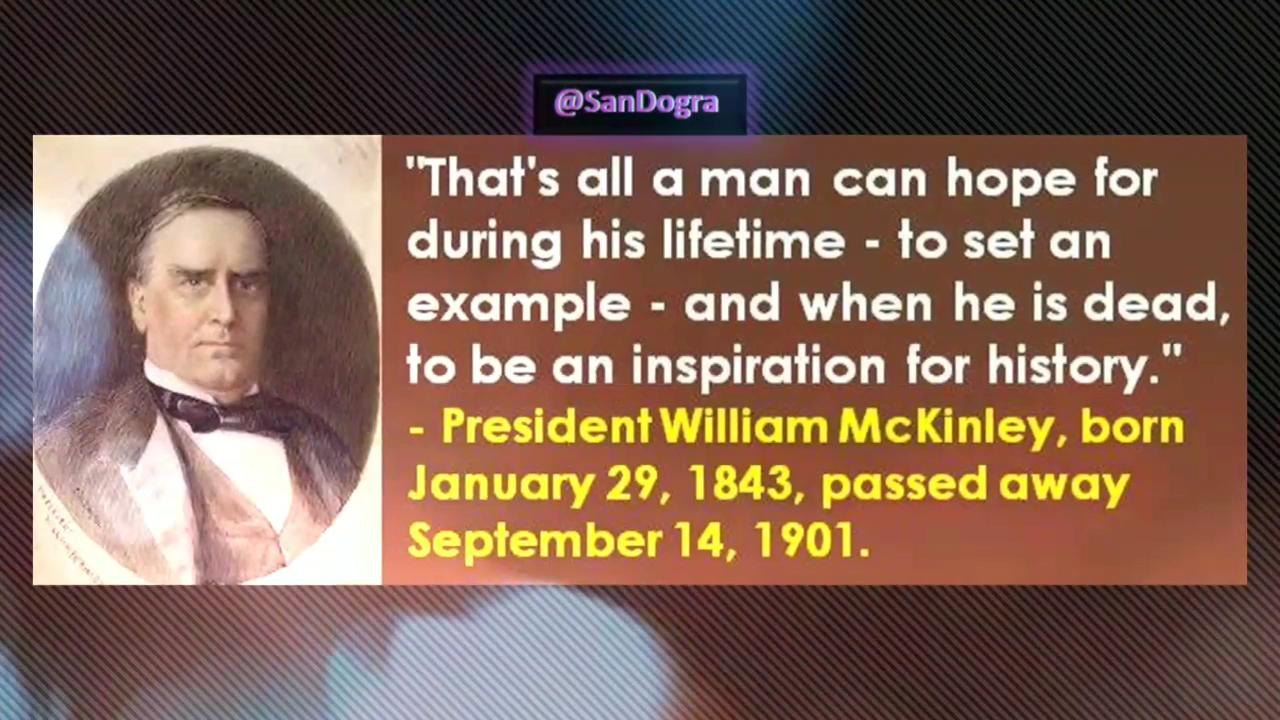 @SanDogra
"That's all a man can hope for
during his lifetime - to set an
example - and when he is dead,
to be an inspiration for history."
- President William McKinley, born
January 29, 1843, passed away
September 14, 1901.